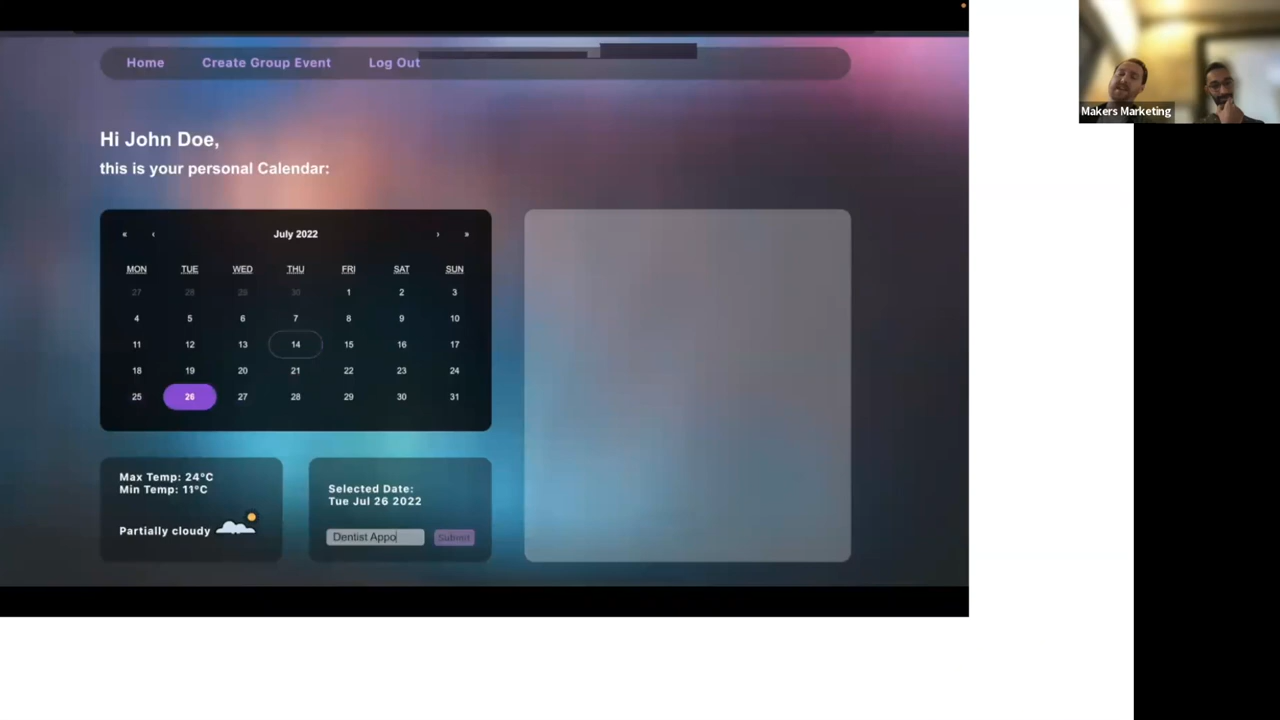 Home Create Group Event Log Out
Makers Marketing
Hi John Doe,
this is your personal Calendar:
« ‹ July 2022 › »
MON TUE WED THU FRI SAT SUN
27 28 29 30 1 2 3
4 5 6 7 8 9 10
11 12 13 14 15 16 17
18 19 20 21 22 23 24
25 26 27 28 29 30 31
Max Temp: 24°C
Min Temp: 11°C
Partially cloudy
Selected Date:
Tue Jul 26 2022
Dentist Appo Submit